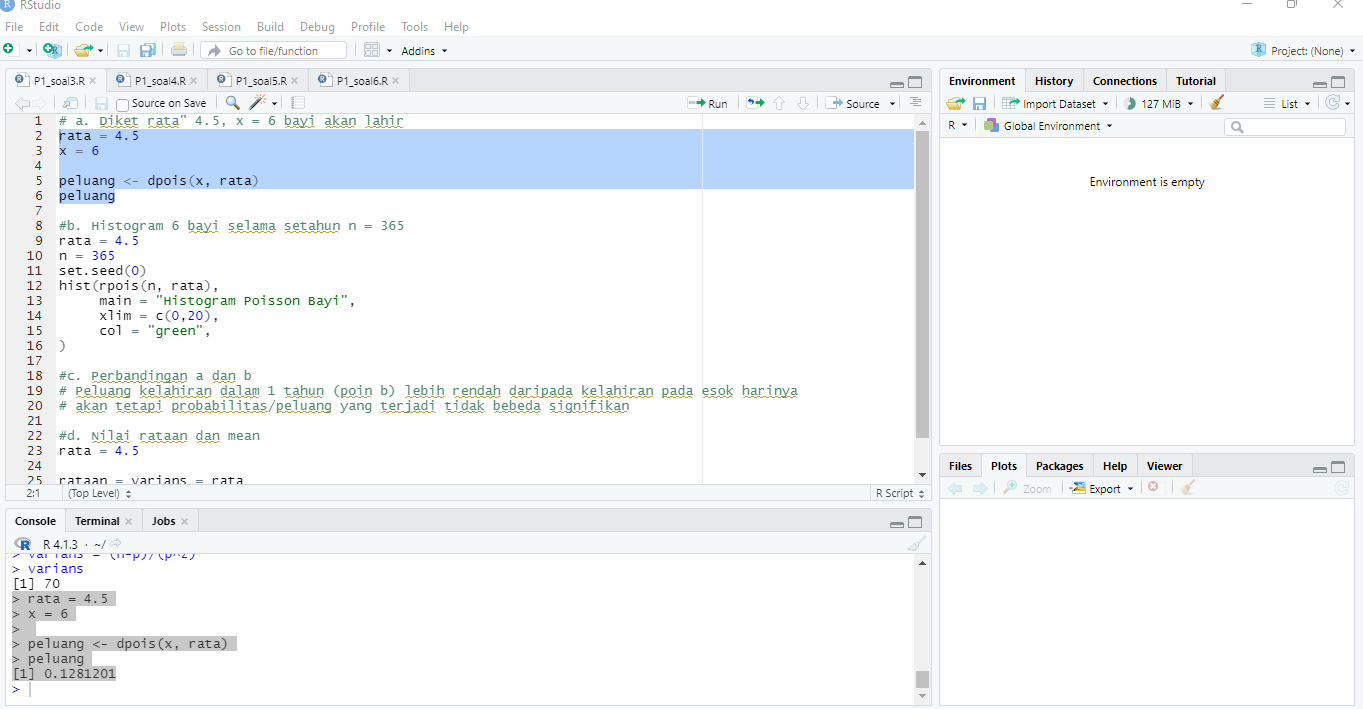 RStudio
File Edit Code View Plots Session Build Debug Profile Tools Help
Go to file/function Addins Project: (None)
P1_soal3.R P1_soal4.R P1_soal5.R P1_soal6.R
Source on Save Run Source
1 # a. Diket rata" 4.5, x = 6 bayi akan lahir
2 rata = 4.5
3 x = 6
4
5 peluang <- dpois(x, rata)
6 peluang
7
8 #b. Histogram 6 bayi selama setahun n = 365
9 rata = 4.5
10 n = 365
11 set.seed(0)
12 hist(rpois(n, rata),
13 main = "Histogram Poisson Bayi",
14 xlim = c(0,20),
15 col = "green",
16 )
17
18 #c. Perbandingan a dan b
19 # Peluang kelahiran dalam 1 tahun (poin b) lebih rendah daripada kelahiran pada esok harinya
20 # akan tetapi probabilitas/peluang yang terjadi tidak bebeda signifikan
21
22 #d. Nilai rataan dan mean
23 rata = 4.5
24
25 rataan = varians = rata
2:1 (Top Level) R Script
Console Terminal Jobs
R 4.1.3 · ~/
> varians = (n-p)/(p^2)
> varians
[1] 70
> rata = 4.5
> x = 6
>
> peluang <- dpois(x, rata)
> peluang
[1] 0.1281201
>
Environment History Connections Tutorial
Import Dataset 127 MiB List
R Global Environment
Environment is empty
Files Plots Packages Help Viewer
Zoom Export